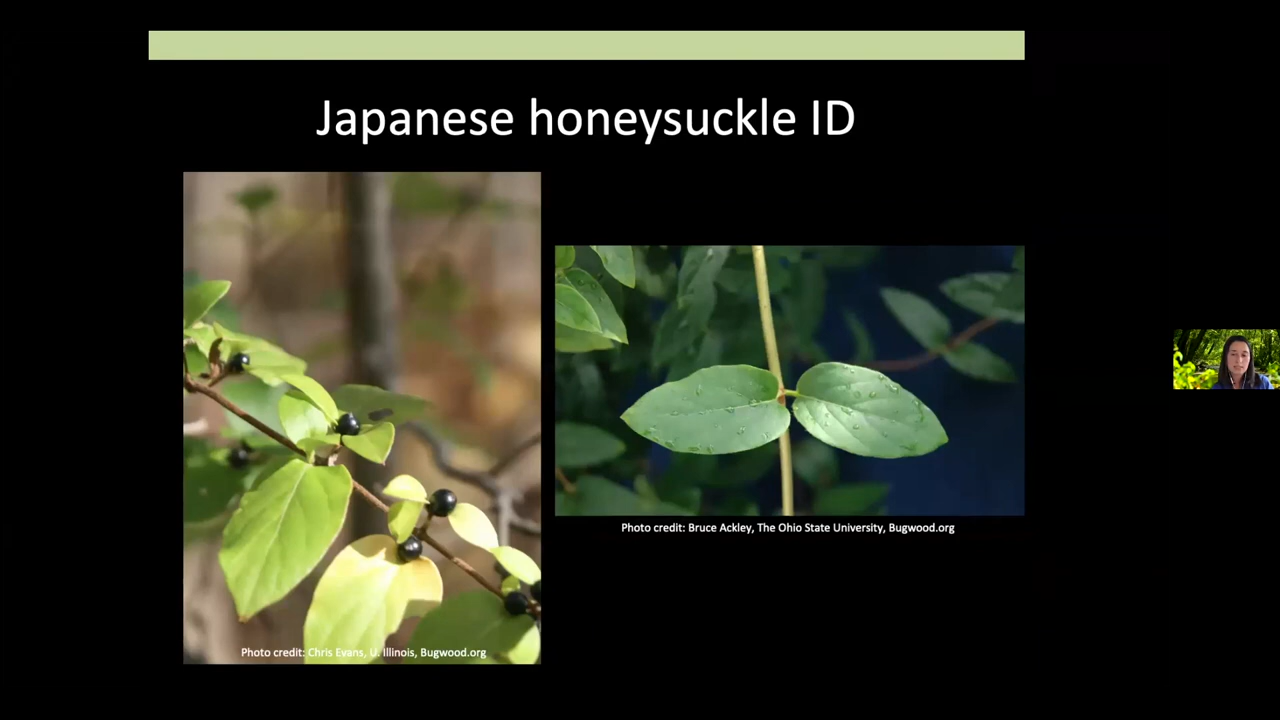 Japanese honeysuckle ID
Photo credit: Bruce Ackley, The Ohio State University, Bugwood.org
Photo credit: Chris Evans, U. Illinois, Bugwood.org